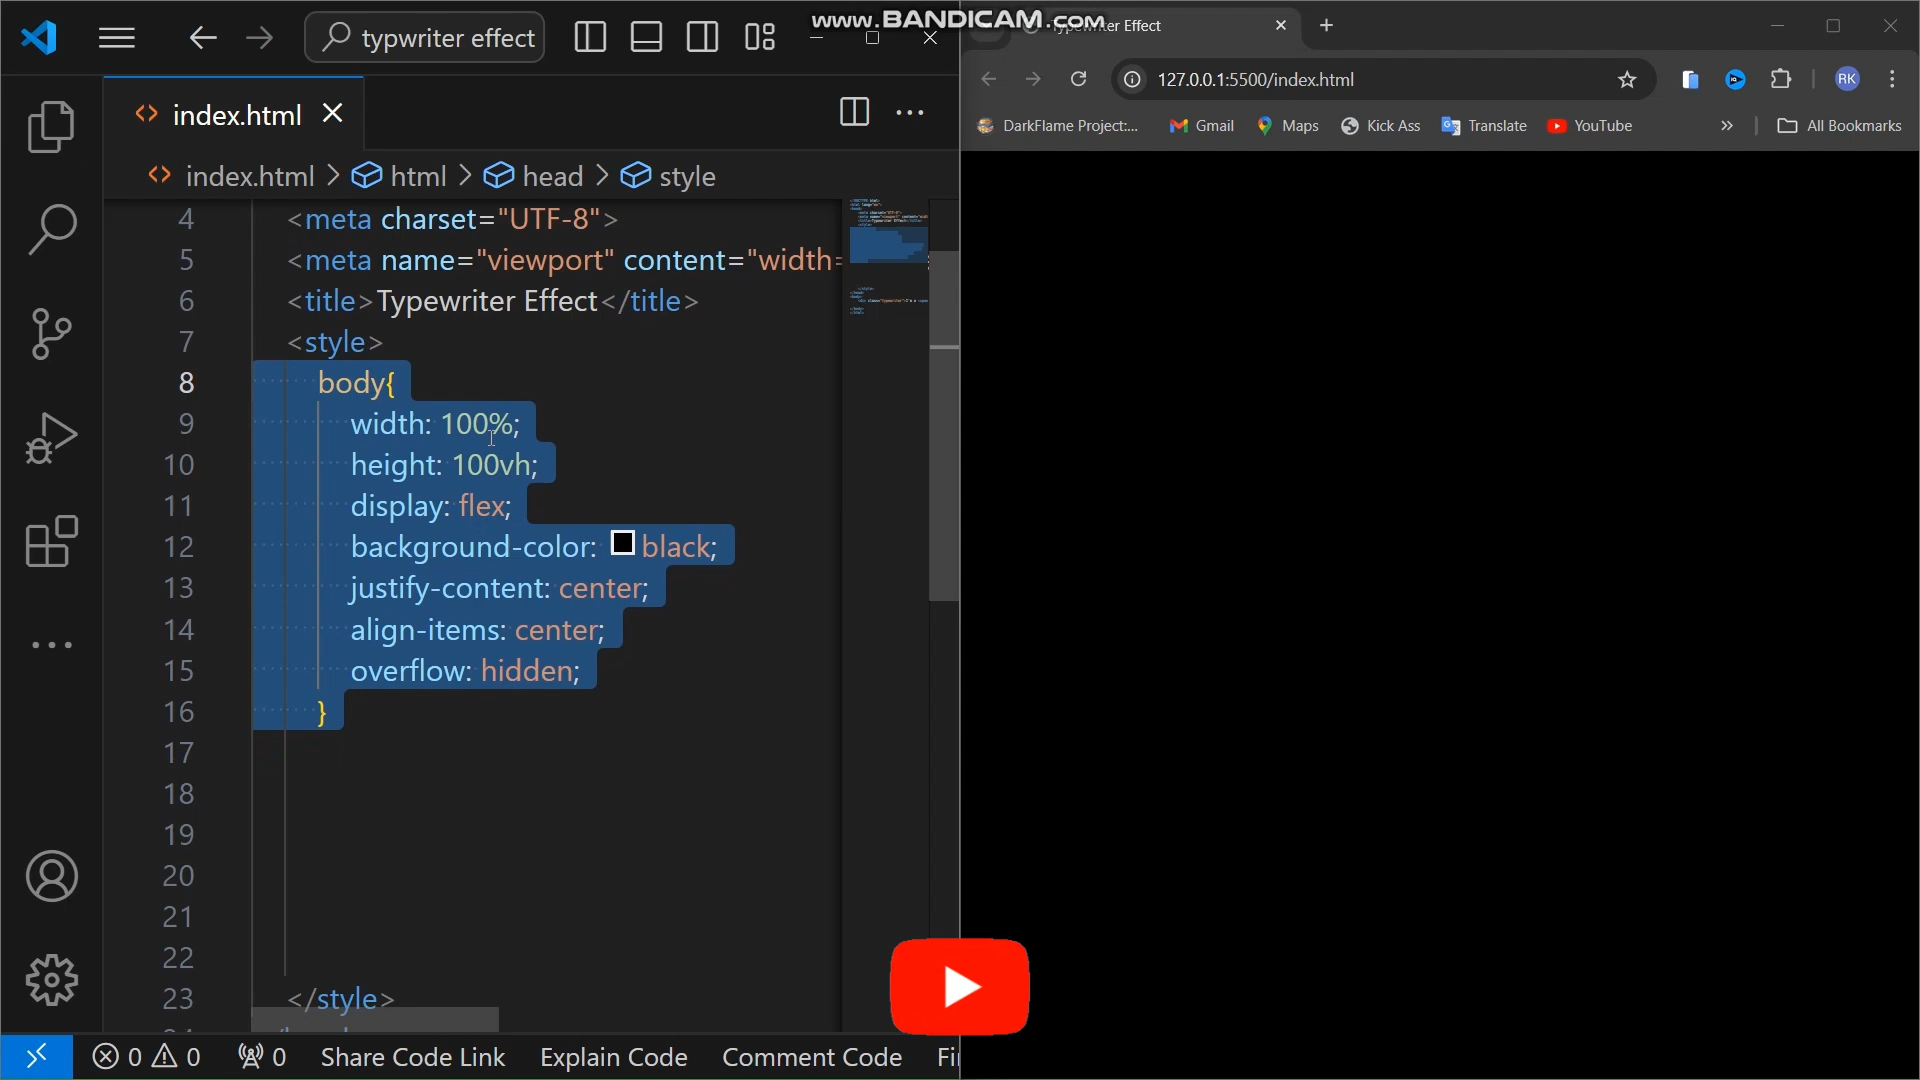 www.BANDICAM.com
typwriter effect
index.html
index.html > html > head > style
4 <meta charset="UTF-8">
5 <meta name="viewport" content="width=
6 <title>Typewriter Effect</title>
7 <style>
8 body{
9 width: 100%;
10 height: 100vh;
11 display: flex;
12 background-color: black;
13 justify-content: center;
14 align-items: center;
15 overflow: hidden;
16 }
17
18
19
20
21
22
23 </style>
0 0 0 Share Code Link Explain Code Comment Code Fi
Typewriter Effect
127.0.0.1:5500/index.html
RK
DarkFlame Project:... Gmail Maps Kick Ass Translate YouTube » All Bookmarks